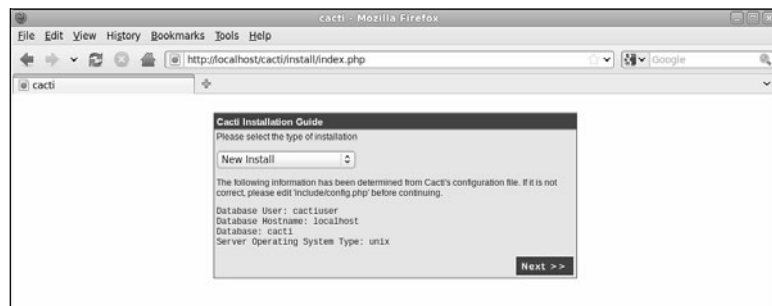 cacti - Mozilla Firefox
File Edit View History Bookmarks Tools Help
http://localhost/cacti/install/index.php
Google
cacti
Cacti Installation Guide
Please select the type of installation
New Install
The following information has been determined from Cacti's configuration file. If it is not
correct, please edit 'include/config.php' before continuing.
Database User: cactiuser
Database Hostname: localhost
Database: cacti
Server Operating System Type: unix
Next >>